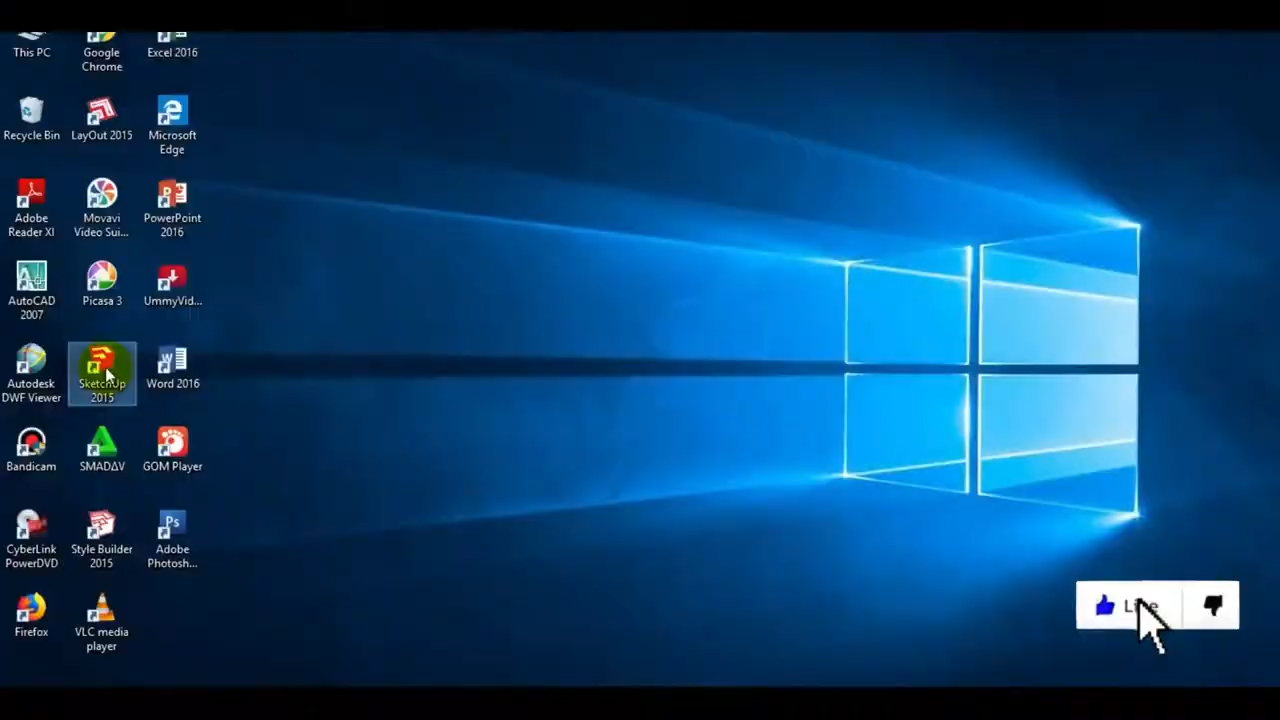 This PC
Google
Chrome
Excel 2016
Recycle Bin
LayOut 2015
Microsoft
Edge
Adobe
Reader XI
Movavi
Video Sui...
PowerPoint
2016
AutoCAD
2007
Picasa 3
UmmyVid...
Autodesk
DWF Viewer
SketchUp
2015
Word 2016
Bandicam
SMADΔV
GOM Player
CyberLink
PowerDVD
Style Builder
2015
Adobe
Photosh...
Firefox
VLC media
player
Like